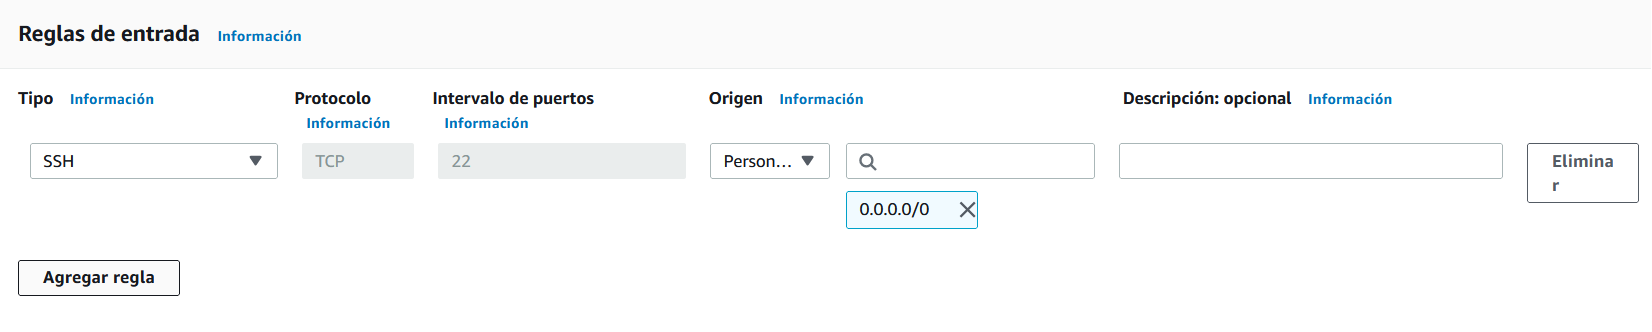 Reglas de entrada Información
Tipo Información
Protocolo
Información
Intervalo de puertos
Información
Origen Información
Descripción: opcional Información
SSH
TCP
22
Person...
0.0.0.0/0
Elimina
r
Agregar regla